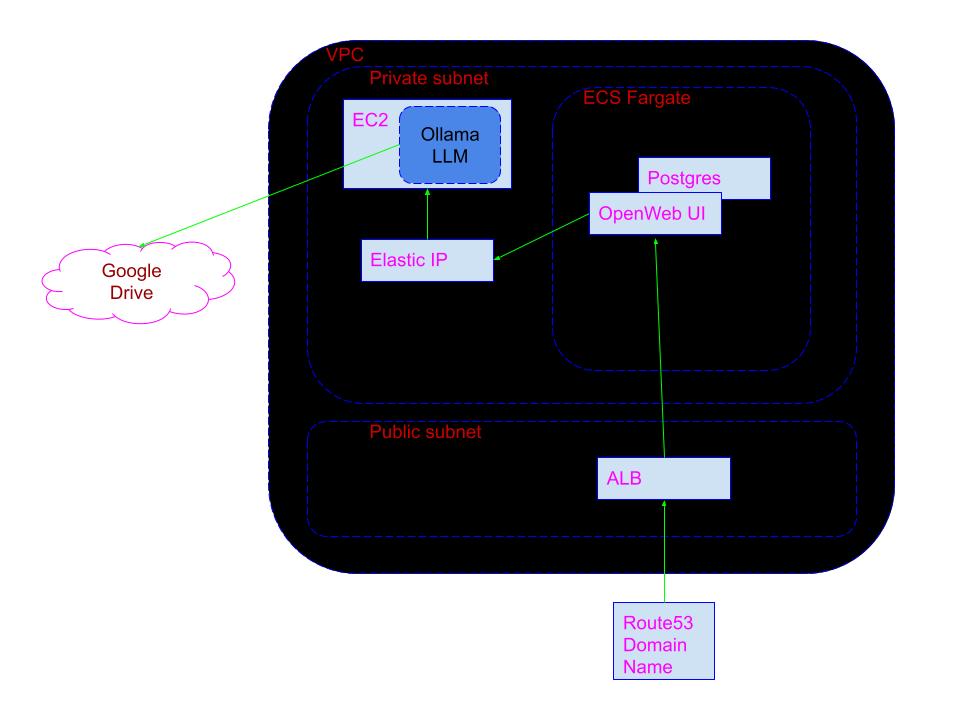 VPC
Private subnet
EC2
Ollama
LLM
ECS Fargate
Postgres
OpenWeb UI
Elastic IP
Google
Drive
Public subnet
ALB
Route53
Domain
Name